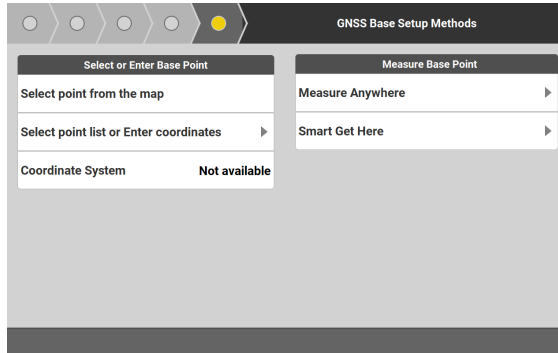 GNSS Base Setup Methods
Select or Enter Base Point
Select point from the map
Select point list or Enter coordinates
Coordinate System Not available
Measure Base Point
Measure Anywhere
Smart Get Here